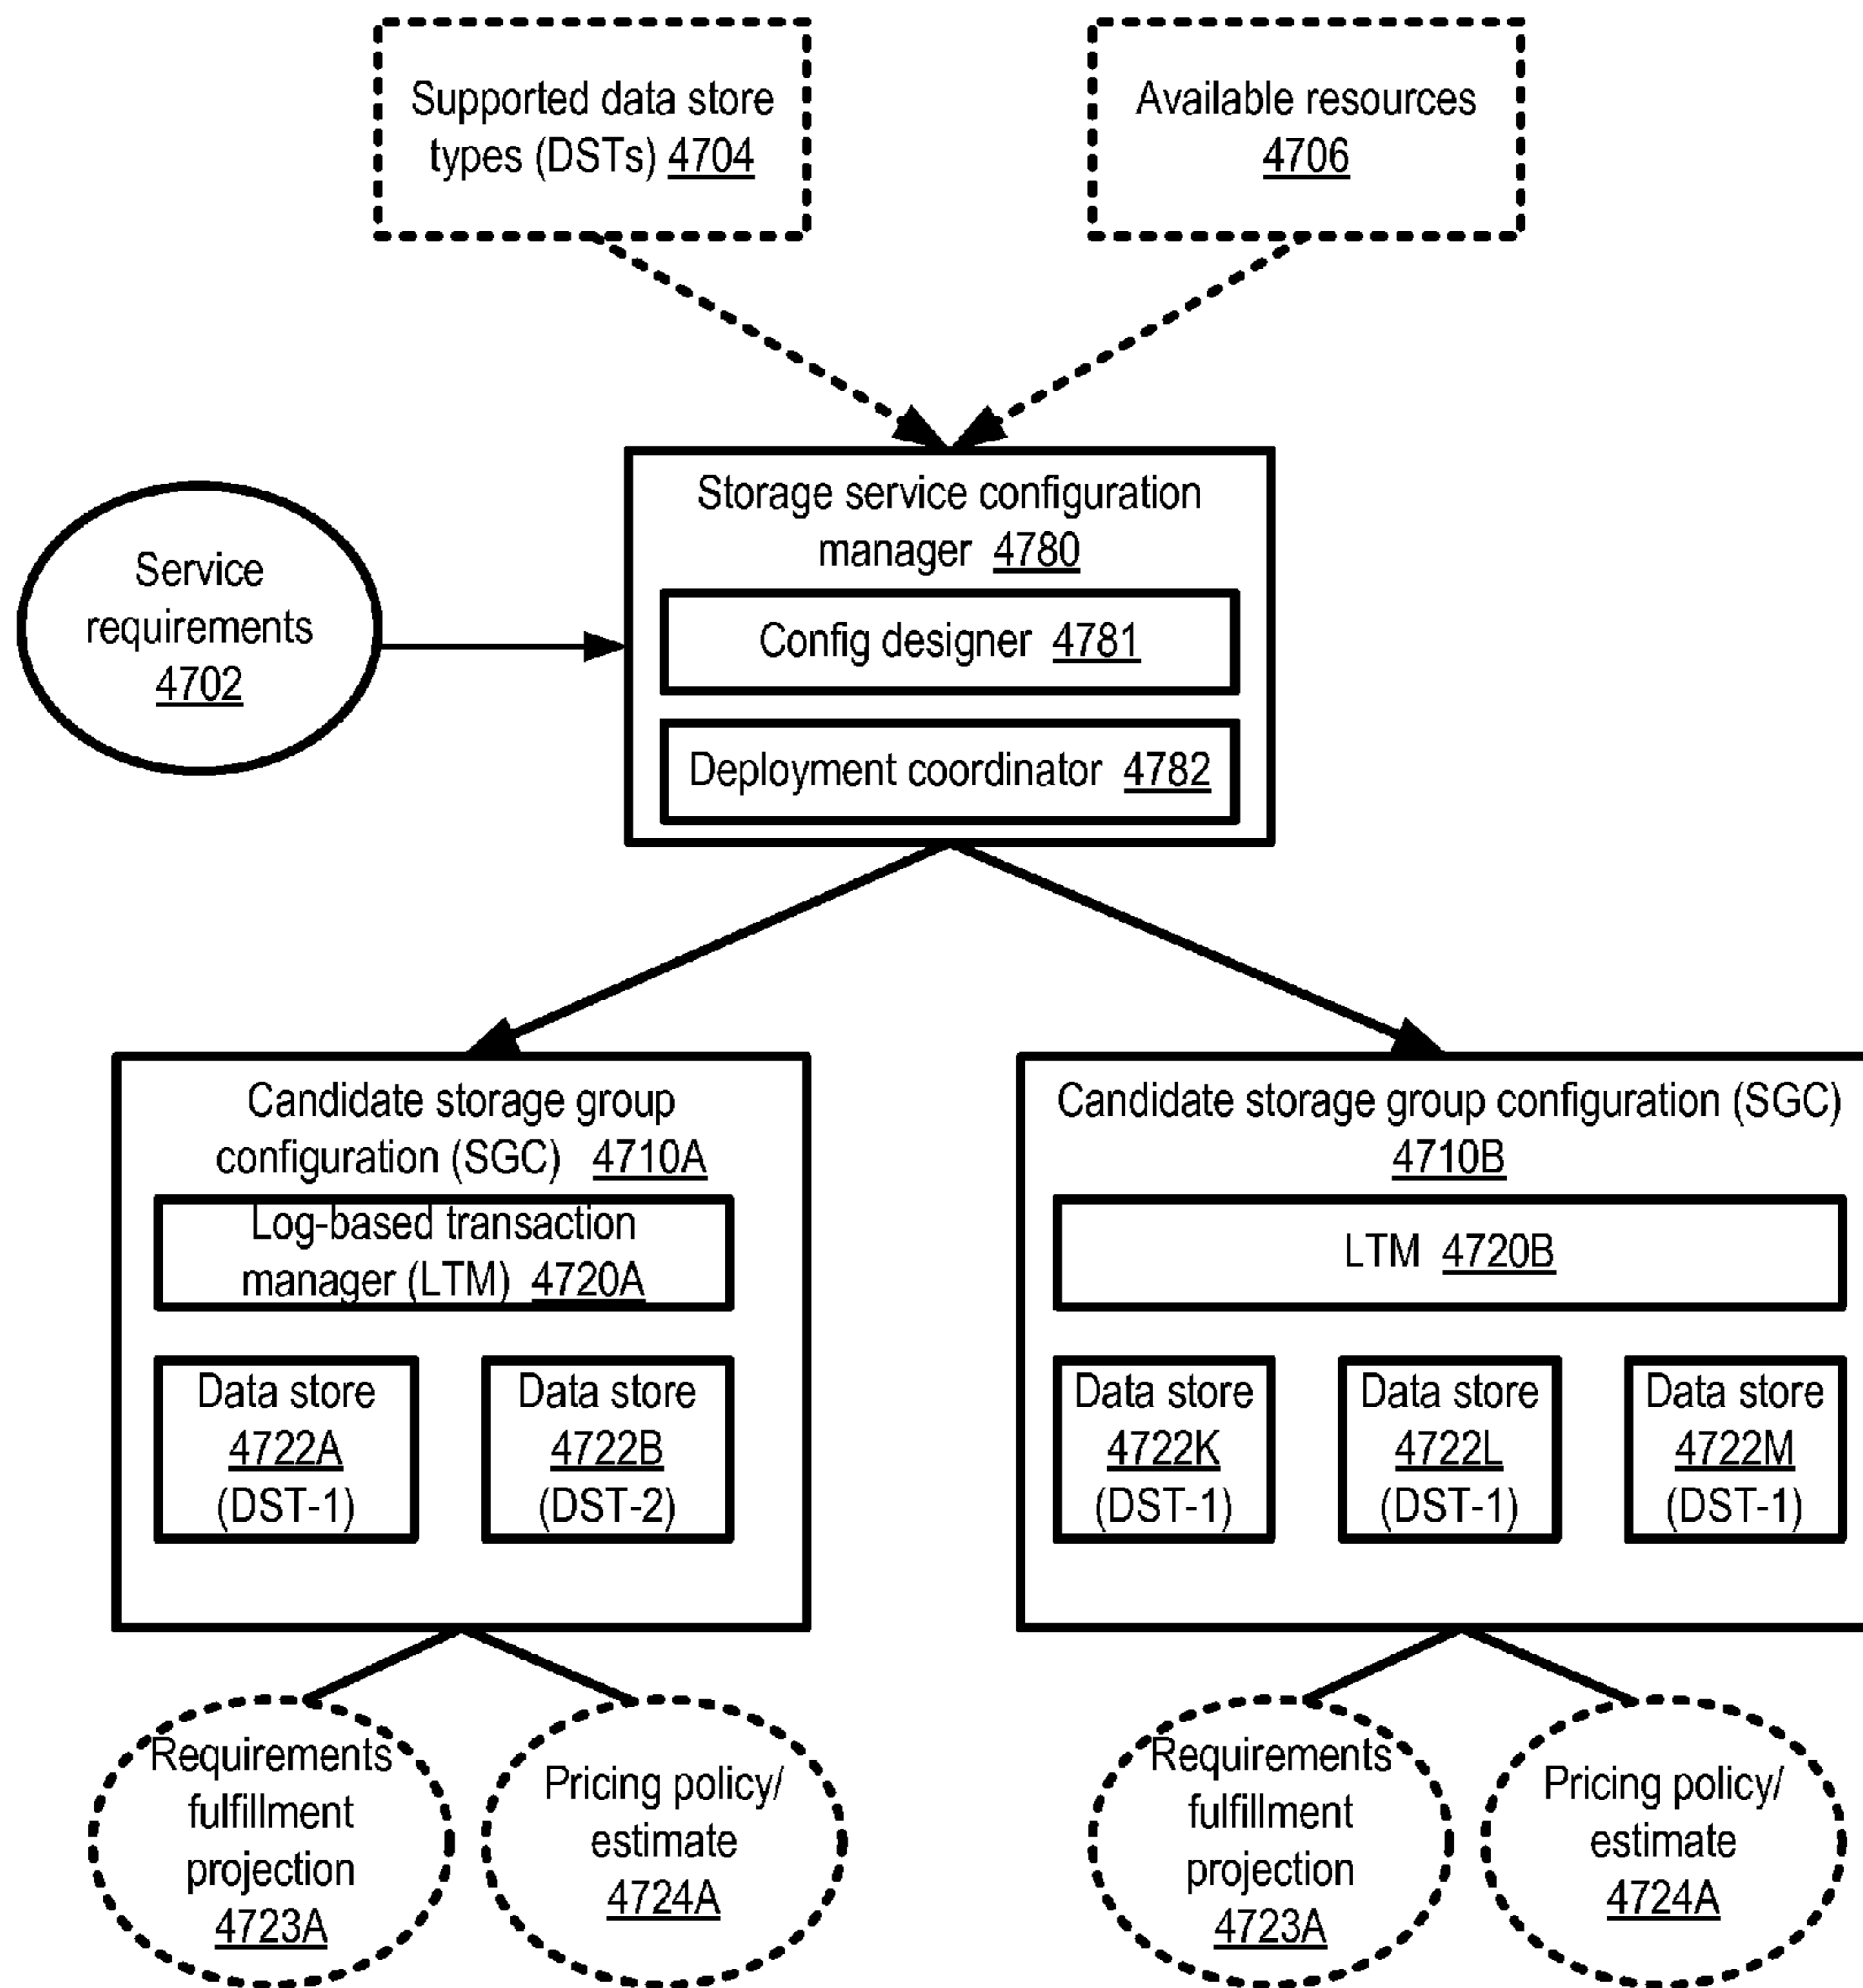 Supported data store
types (DSTs) 4704
Available resources
4706
Service
requirements
4702
Storage service configuration
manager 4780
Config designer 4781
Deployment coordinator 4782
Candidate storage group
configuration (SGC) 4710A
Log-based transaction
manager (LTM) 4720A
Data store
4722A
(DST-1)
Data store
4722B
(DST-2)
Candidate storage group configuration (SGC)
4710B
LTM 4720B
Data store
4722K
(DST-1)
Data store
4722L
(DST-1)
Data store
4722M
(DST-1)
Requirements
fulfillment
projection
4723A
Pricing policy/
estimate
4724A
Requirements
fulfillment
projection
4723A
Pricing policy/
estimate
4724A